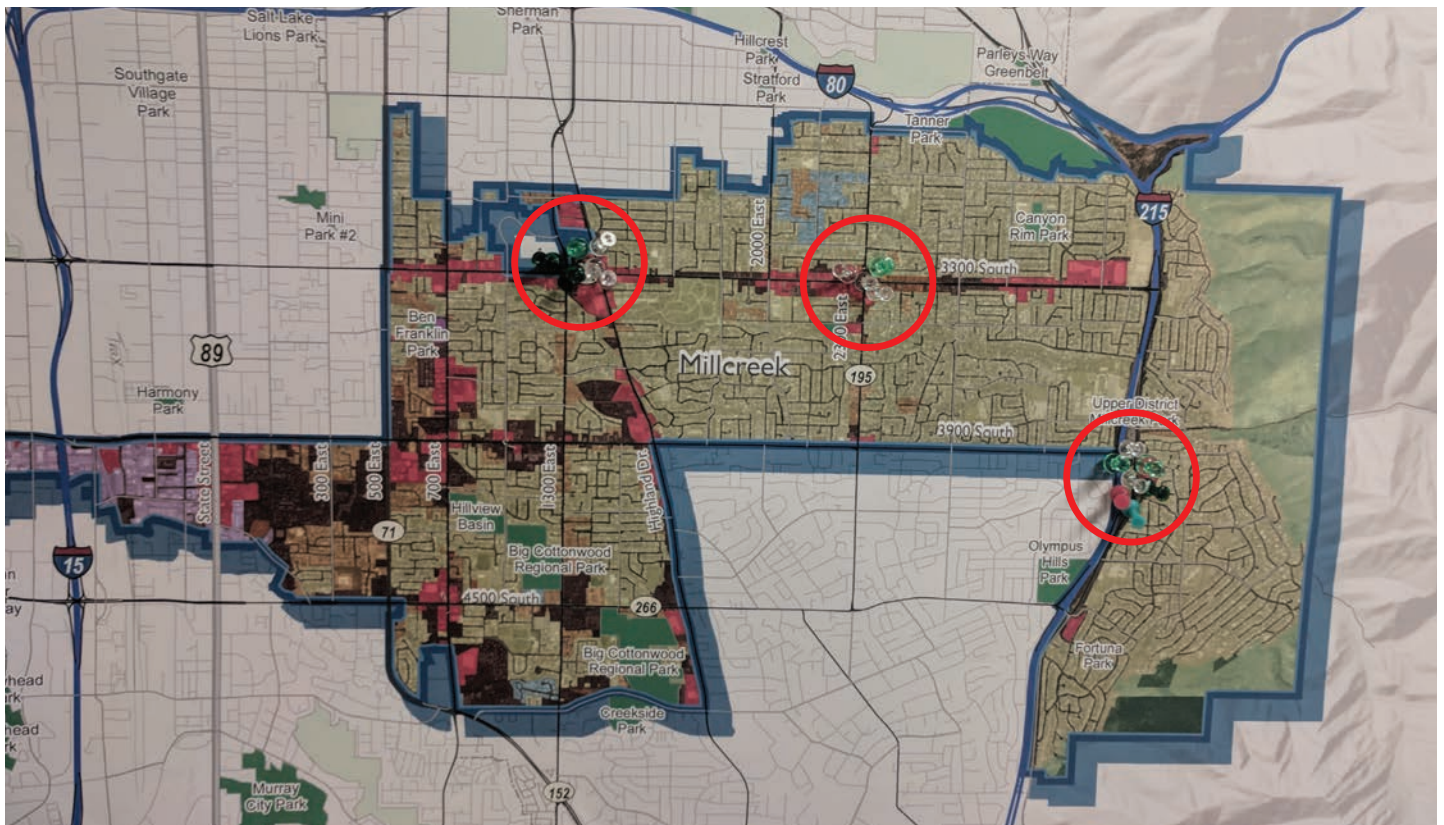 Salt Lake
Lions Park
Sherman
Park
Hillcrest
Park
Stratford
Park
Parleys Way
Greenbelt
80
Southgate
Village
Park
Tanner
Park
215
Mini
Park #2
2000 East
Canyon
Rim Park
3300 South
Ben
Franklin
Park
89
Trax
Millcreek
195
Harmony
Park
Upper District
3900 South
State Street
300 East
500 East
700 East
1300 East
Highland Dr.
Hillview
Basin
71
15
Big Cottonwood
Regional Park
Olympus
Hills
Park
4500 South
266
Big Cottonwood
Regional Park
Fortuna
Park
Creekside
Park
Murray
City Park
152